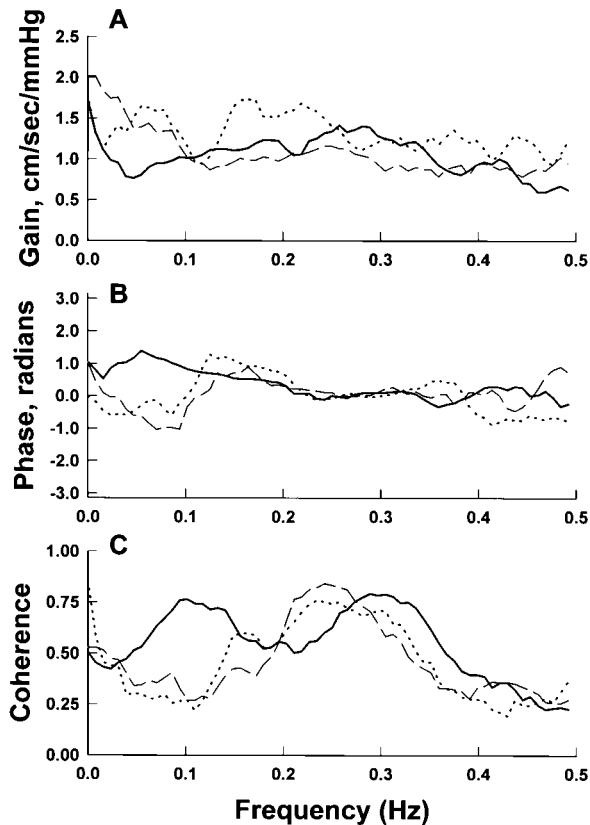 A
Gain, cm/sec/mmHg
2.5
2.0
1.5
1.0
0.5
0.0
0.0 0.1 0.2 0.3 0.4 0.5
B
Phase, radians
3.0
2.0
1.0
0.0
-1.0
-2.0
-3.0
0.0 0.1 0.2 0.3 0.4 0.5
C
Coherence
1.00
0.75
0.50
0.25
0.00
0.0 0.1 0.2 0.3 0.4 0.5
Frequency (Hz)